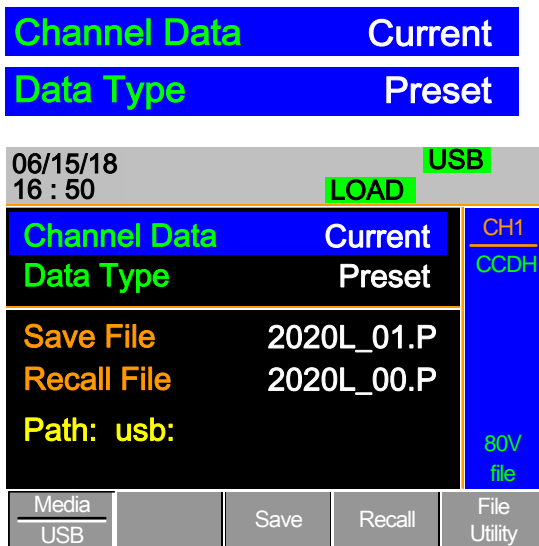 Channel Data Current
Data Type Preset
06/15/18 USB
16 : 50 LOAD
Channel Data Current
Data Type Preset
Save File 2020L_01.P
Recall File 2020L_00.P
Path: usb:
CH1
CCDH
80V
file
Media
USB
Save
Recall
File
Utility